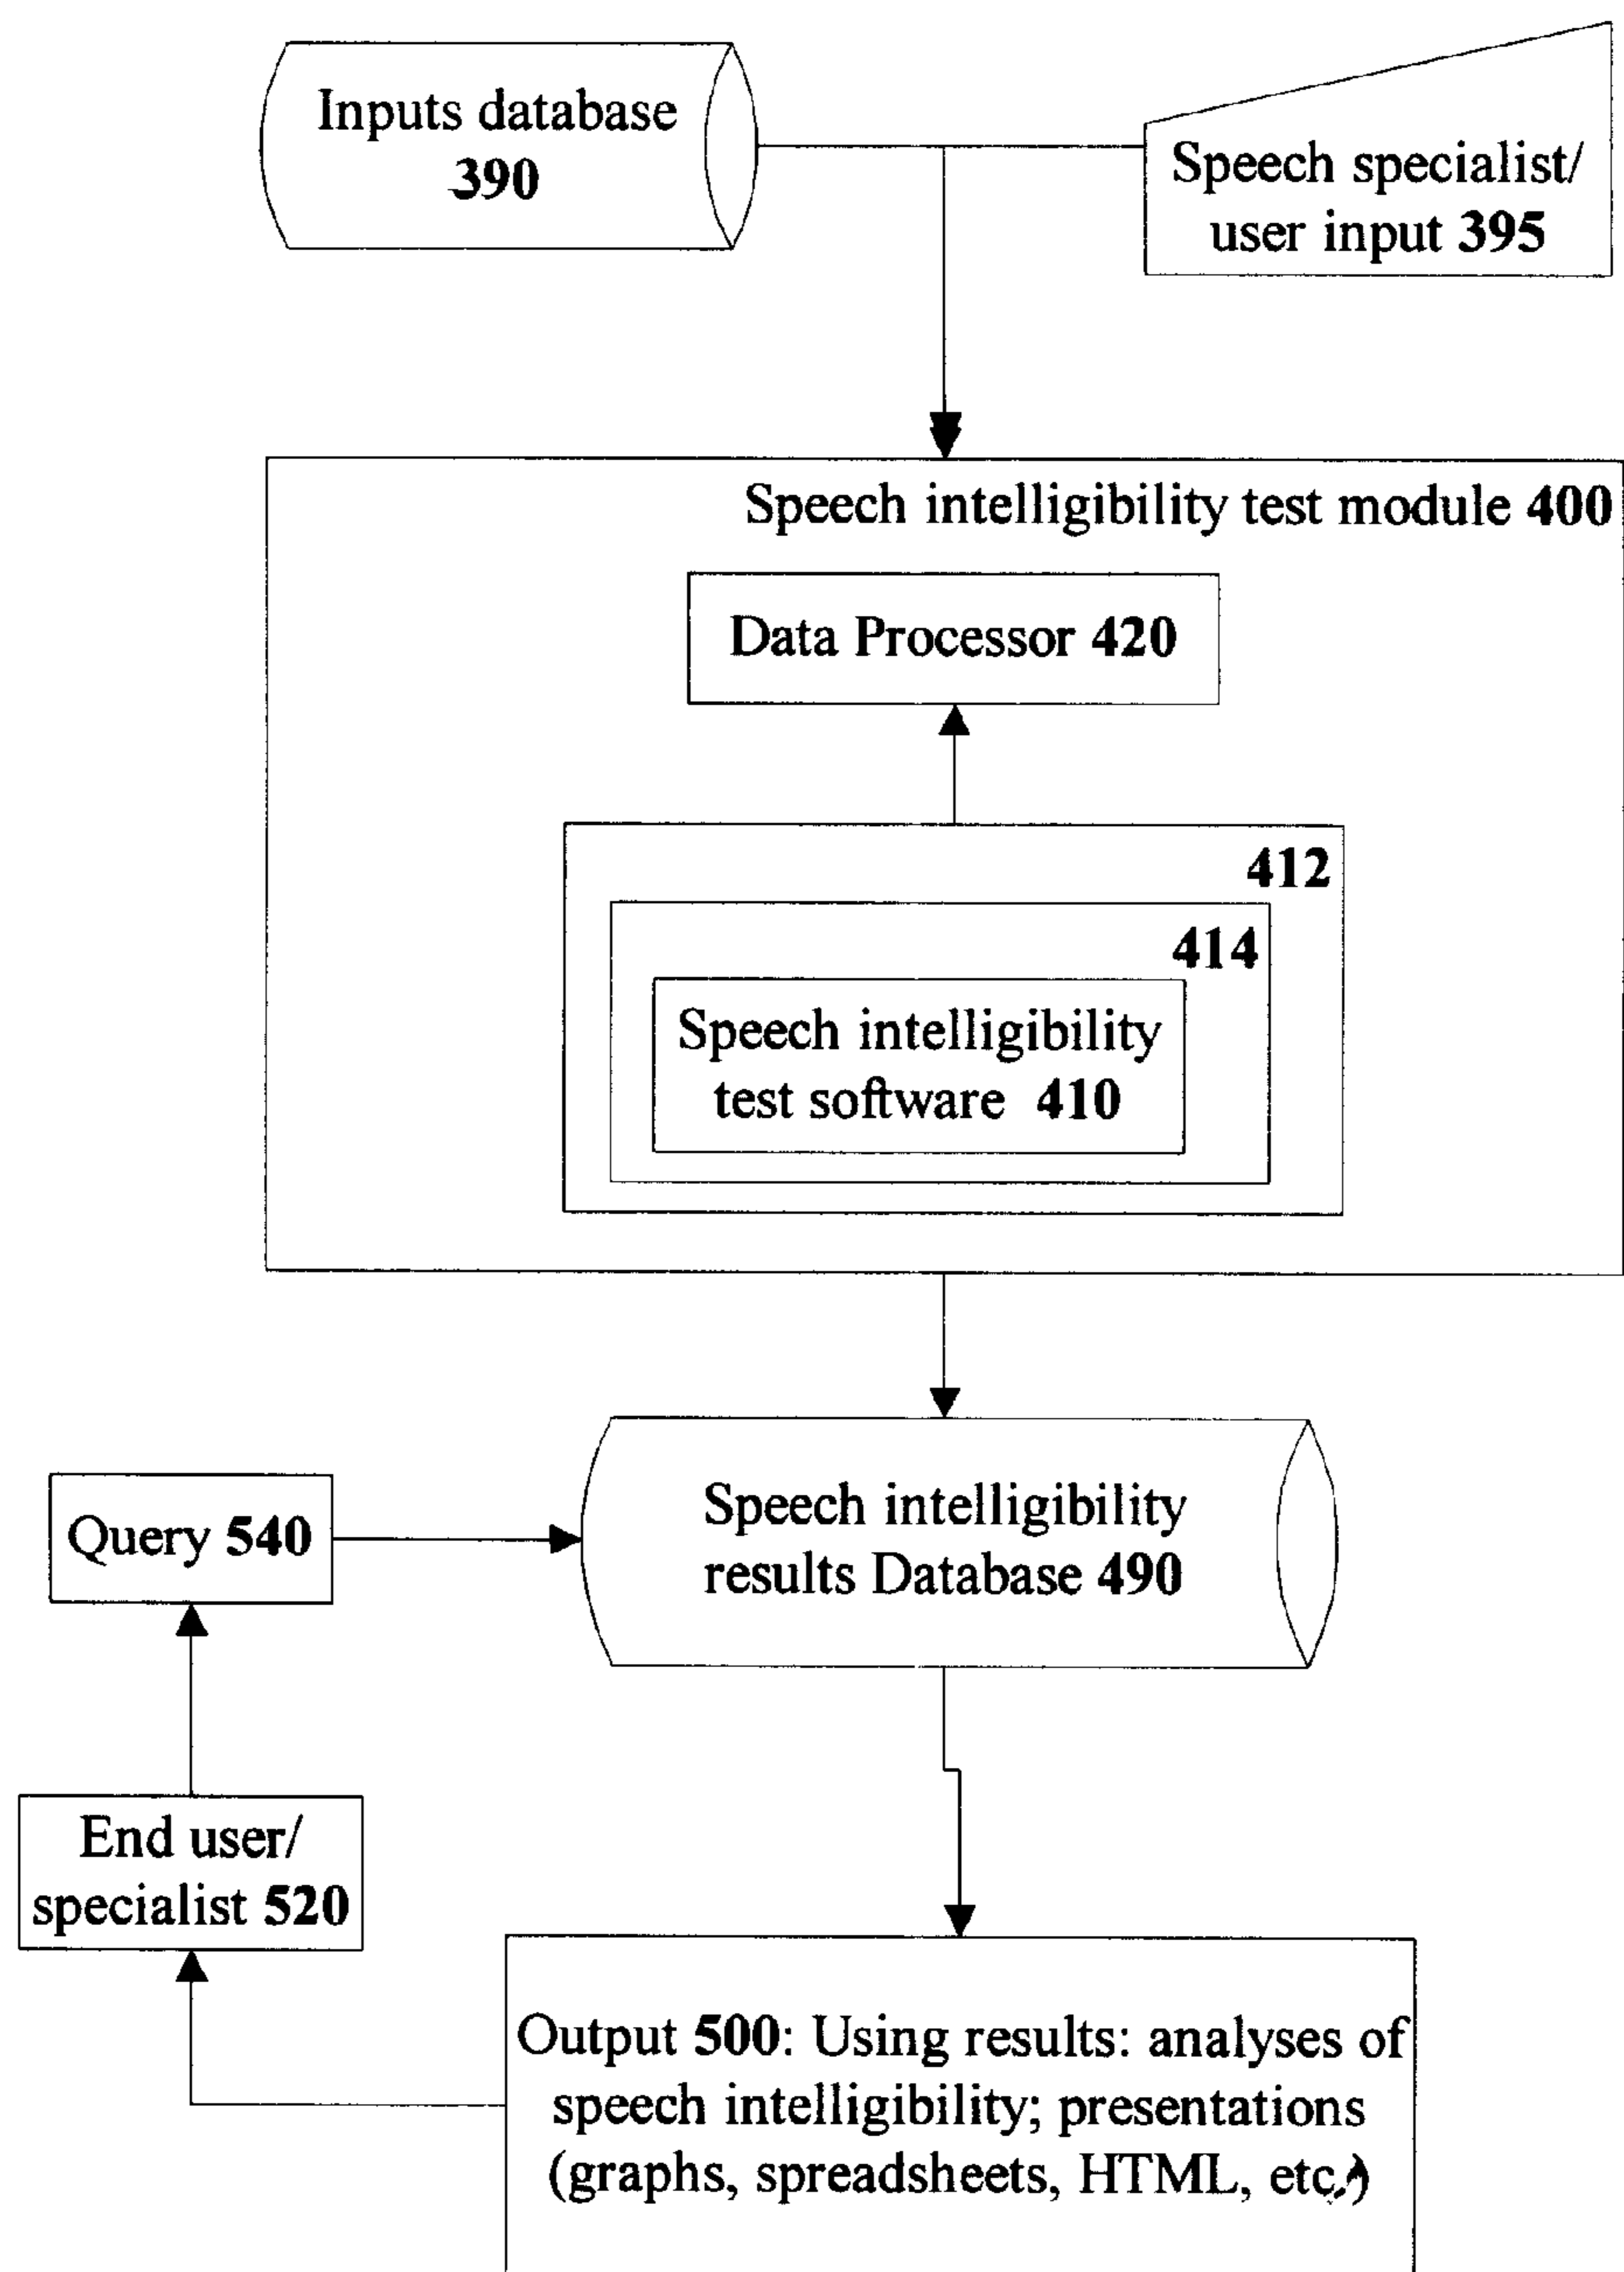 Inputs database
390
Speech specialist/
user input 395
Speech intelligibility test module 400
Data Processor 420
412
414
Speech intelligibility
test software 410
Speech intelligibility
results Database 490
Query 540
End user/
specialist 520
Output 500: Using results: analyses of
speech intelligibility; presentations
(graphs, spreadsheets, HTML, etc.)